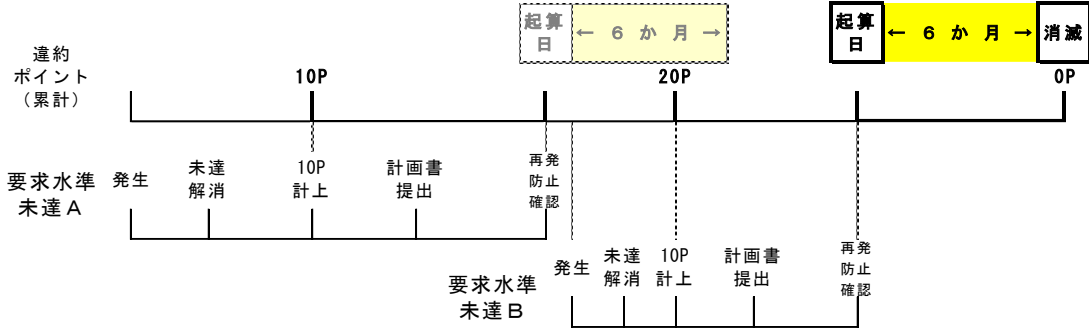 起算
日
← ６ か 月 →
起算
日
← ６ か 月 →
消滅
違約
ポイント
（累計）
10P
20P
0P
要求水準
未達Ａ
発生
未達
解消
10P
計上
計画書
提出
再発
防止
確認
要求水準
未達Ｂ
発生
未達
解消
10P
計上
計画書
提出
再発
防止
確認